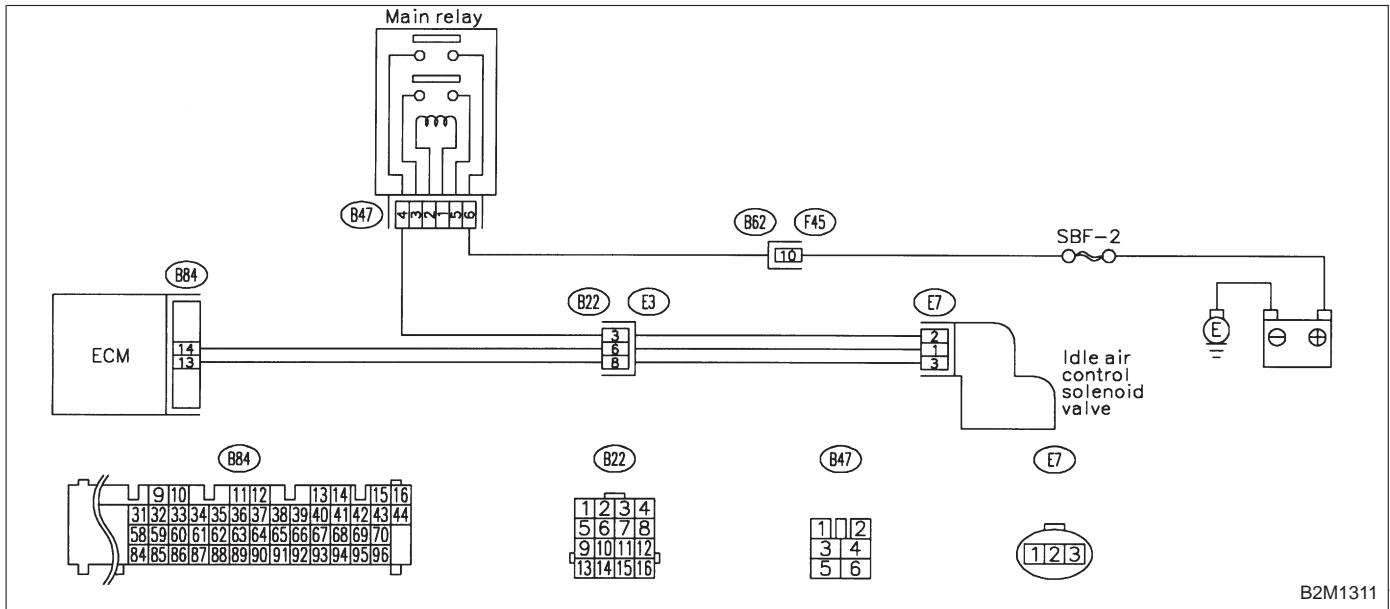 Main relay
B47
4 3 2 1 5 6
B62 F45
10
SBF-2
B84
B22 E3
E7
E
⊖ ⊕
ECM
14
13
3
6
8
2
1
3
Idle air
control
solenoid
valve
B84
9 10 11 12 13 14 15 16
31 32 33 34 35 36 37 38 39 40 41 42 43 44
58 59 60 61 62 63 64 65 66 67 68 69 70
84 85 86 87 88 89 90 91 92 93 94 95 96
B22
1 2 3 4
5 6 7 8
9 10 11 12
13 14 15 16
B47
1 2
3 4
5 6
E7
1 2 3
B2M1311